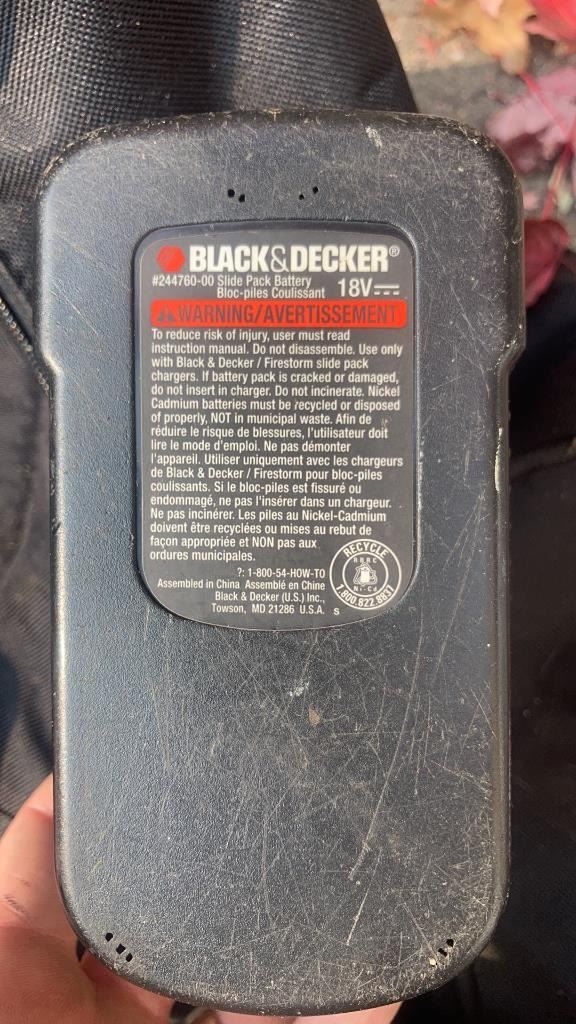 BLACK&DECKER®
#244760-00 Slide Pack Battery
Bloc-piles Coulissant 18V
WARNING/AVERTISSEMENT
To reduce risk of injury, user must read
instruction manual. Do not disassemble. Use only
with Black & Decker / Firestorm slide pack
chargers. If battery pack is cracked or damaged,
do not insert in charger. Do not incinerate. Nickel
Cadmium batteries must be recycled or disposed
of properly, NOT in municipal waste. Afin de
réduire le risque de blessures, l'utilisateur doit
lire le mode d'emploi. Ne pas démonter
l'appareil. Utiliser uniquement avec les chargeurs
de Black & Decker / Firestorm pour bloc-piles
coulissants. Si le bloc-piles est fissuré ou
endommagé, ne pas l'insérer dans un chargeur.
Ne pas incinérer. Les piles au Nickel-Cadmium
doivent être recyclées ou mises au rebut de
façon appropriée et NON pas aux
ordures municipales.
RECYCLE
RBRC
Ni-Cd
1.800.822.8837
?: 1-800-54-HOW-TO
Assembled in China Assemblé en Chine
Black & Decker (U.S.) Inc.,
Towson, MD 21286 U.S.A. S